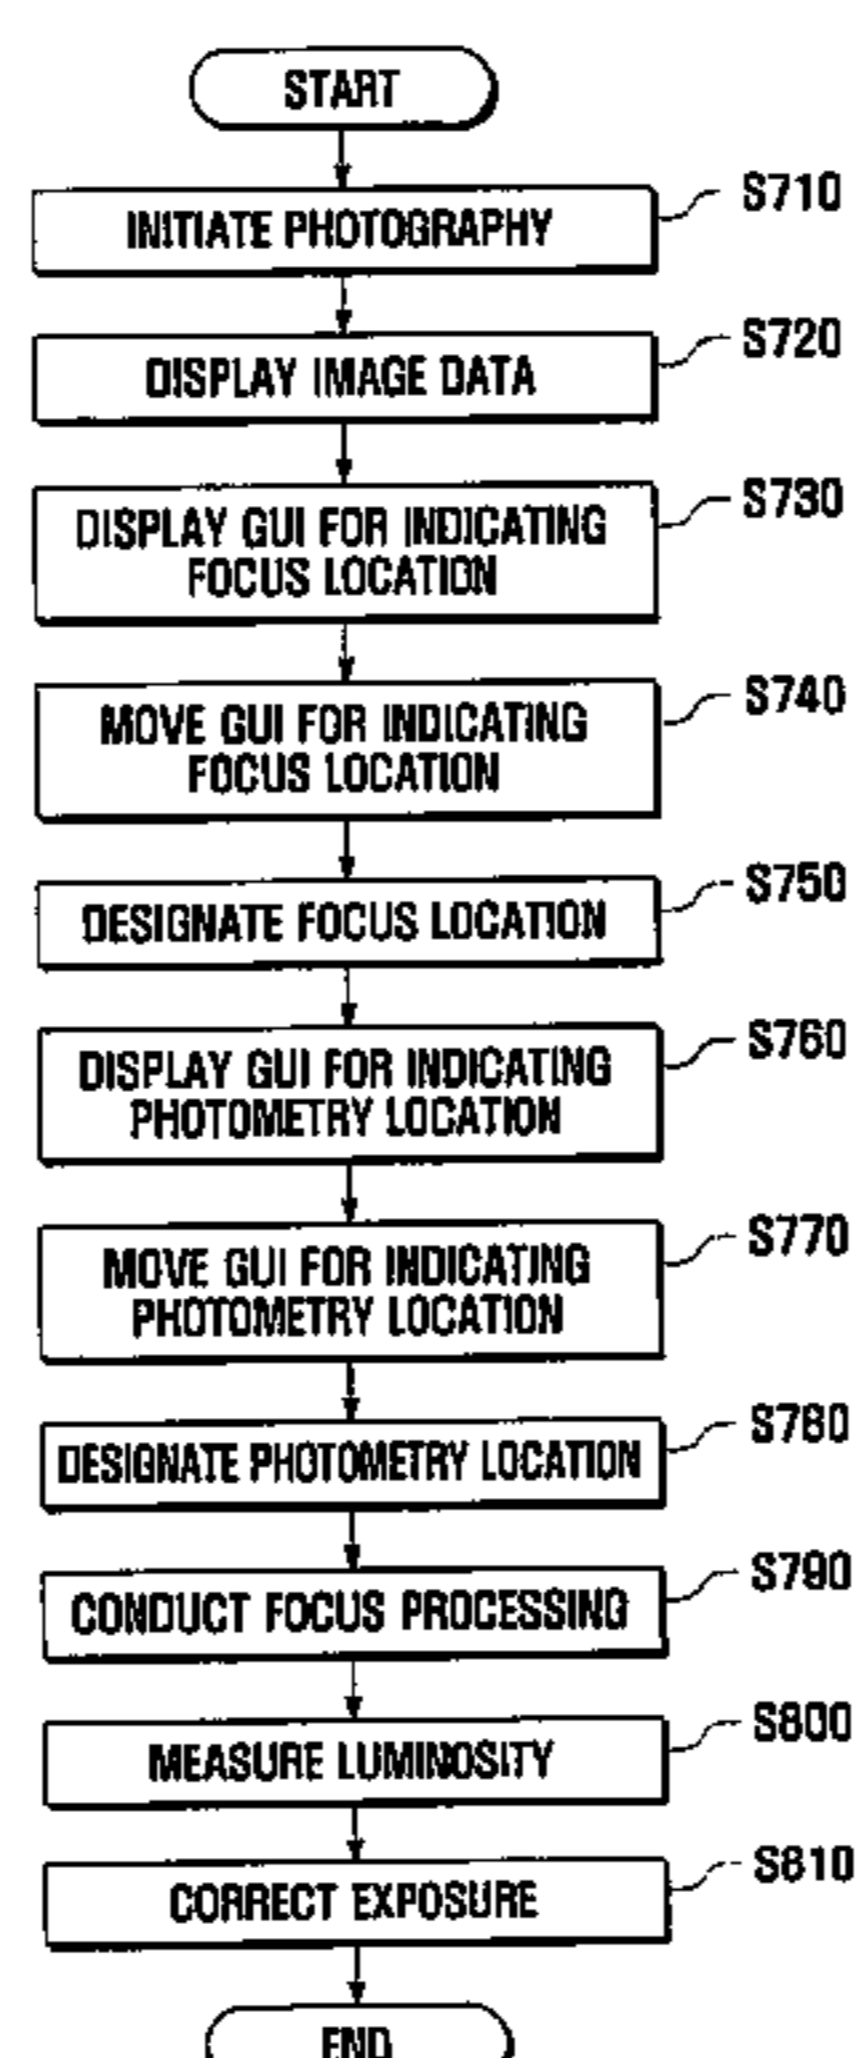 START
INITIATE PHOTOGRAPHY
S710
DISPLAY IMAGE DATA
S720
DISPLAY GUI FOR INDICATING
FOCUS LOCATION
S730
MOVE GUI FOR INDICATING
FOCUS LOCATION
S740
DESIGNATE FOCUS LOCATION
S750
DISPLAY GUI FOR INDICATING
PHOTOMETRY LOCATION
S760
MOVE GUI FOR INDICATING
PHOTOMETRY LOCATION
S770
DESIGNATE PHOTOMETRY LOCATION
S780
CONDUCT FOCUS PROCESSING
S790
MEASURE LUMINOSITY
S800
CORRECT EXPOSURE
S810
END